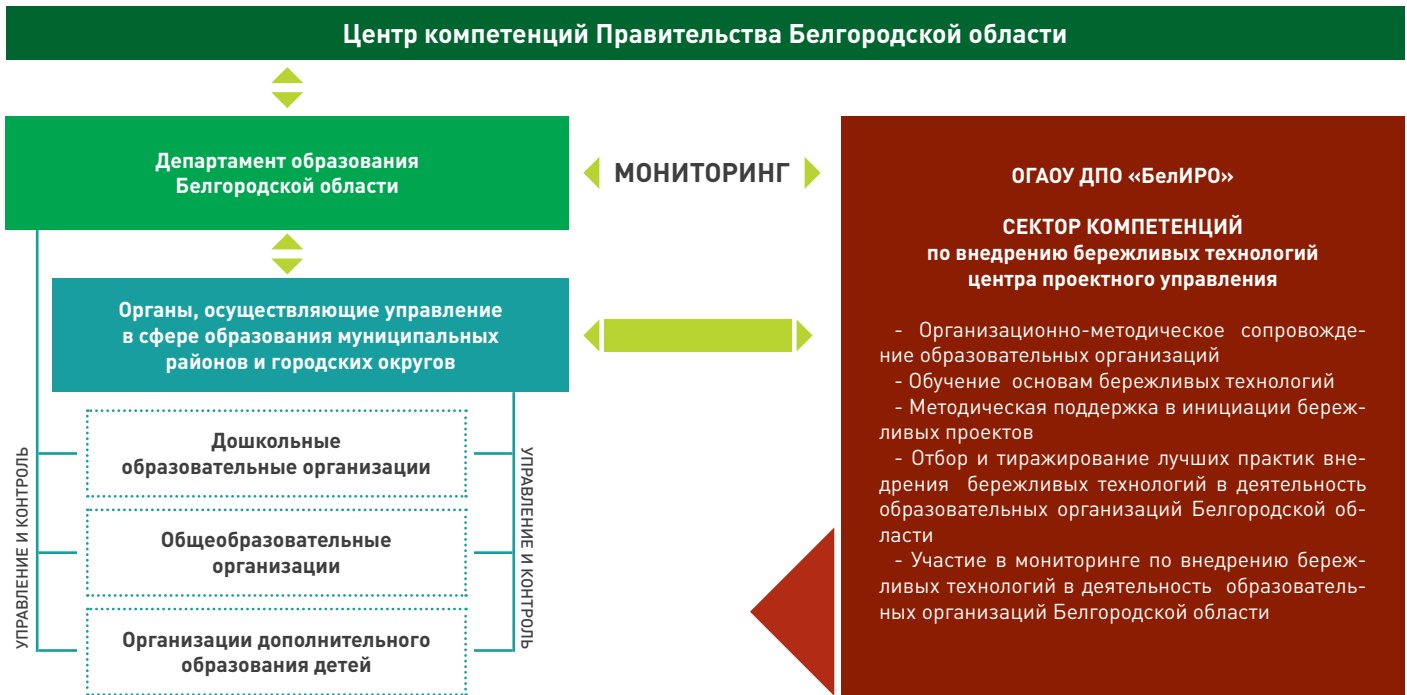 Центр компетенций Правительства Белгородской области
Департамент образования
Белгородской области
МОНИТОРИНГ
Органы, осуществляющие управление
в сфере образования муниципальных
районов и городских округов
УПРАВЛЕНИЕ И КОНТРОЛЬ
Дошкольные
образовательные организации
Общеобразовательные
организации
Организации дополнительного
образования детей
УПРАВЛЕНИЕ И КОНТРОЛЬ
ОГАОУ ДПО «БелИРО»
СЕКТОР КОМПЕТЕНЦИЙ
по внедрению бережливых технологий
центра проектного управления
- Организационно-методическое сопровожде-
ние образовательных организаций
- Обучение основам бережливых технологий
- Методическая поддержка в инициации береж-
ливых проектов
- Отбор и тиражирование лучших практик вне-
дрения бережливых технологий в деятельность
образовательных организаций Белгородской об-
ласти
- Участие в мониторинге по внедрению береж-
ливых технологий в деятельность образователь-
ных организаций Белгородской области